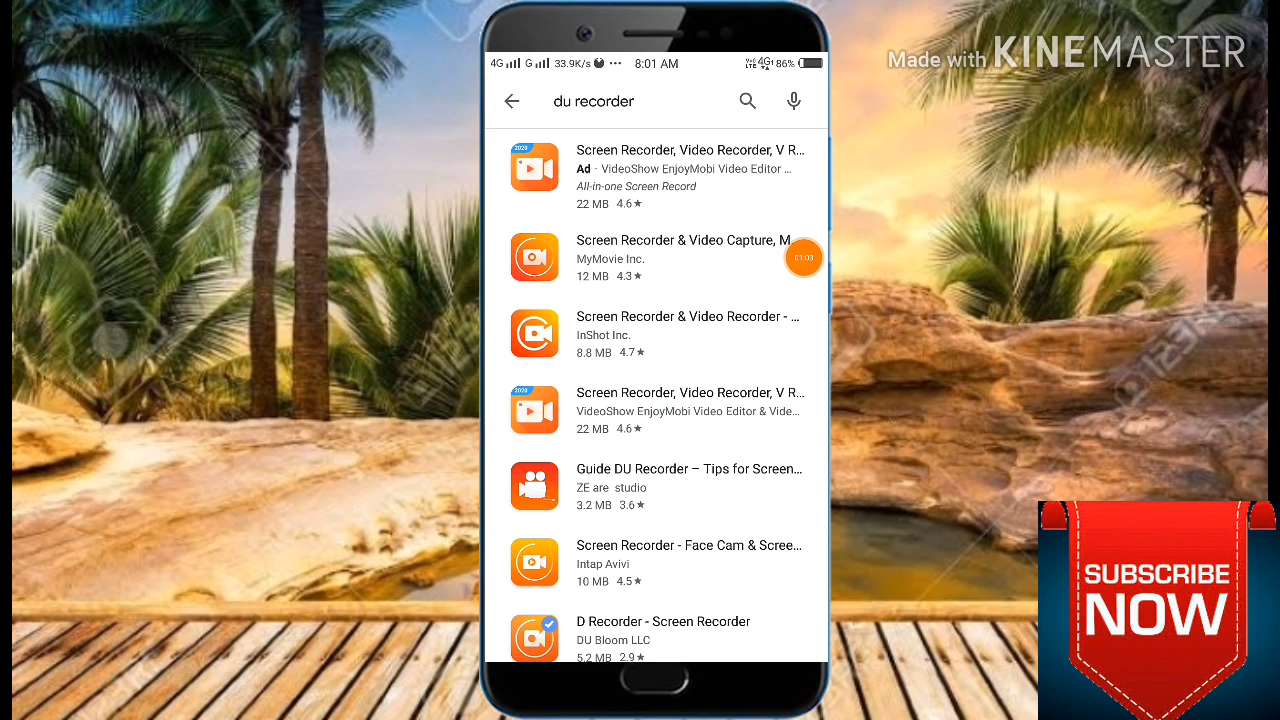 Made with KINEMASTER
4G G 33.9K/s ··· 8:01 AM 4G+ 86%
du recorder
2020
Screen Recorder, Video Recorder, V R...
Ad · VideoShow EnjoyMobi Video Editor ...
All-in-one Screen Record
22 MB 4.6★
Screen Recorder & Video Capture, M...
MyMovie Inc.
12 MB 4.3★
01:03
Screen Recorder & Video Recorder - ...
InShot Inc.
8.8 MB 4.7★
2020
Screen Recorder, Video Recorder, V R...
VideoShow EnjoyMobi Video Editor & Vide...
22 MB 4.6★
Guide DU Recorder – Tips for Screen...
ZE are studio
3.2 MB 3.6★
Screen Recorder - Face Cam & Scree...
Intap Avivi
10 MB 4.5★
D Recorder - Screen Recorder
DU Bloom LLC
5.2 MB 2.9★
SUBSCRIBE
NOW